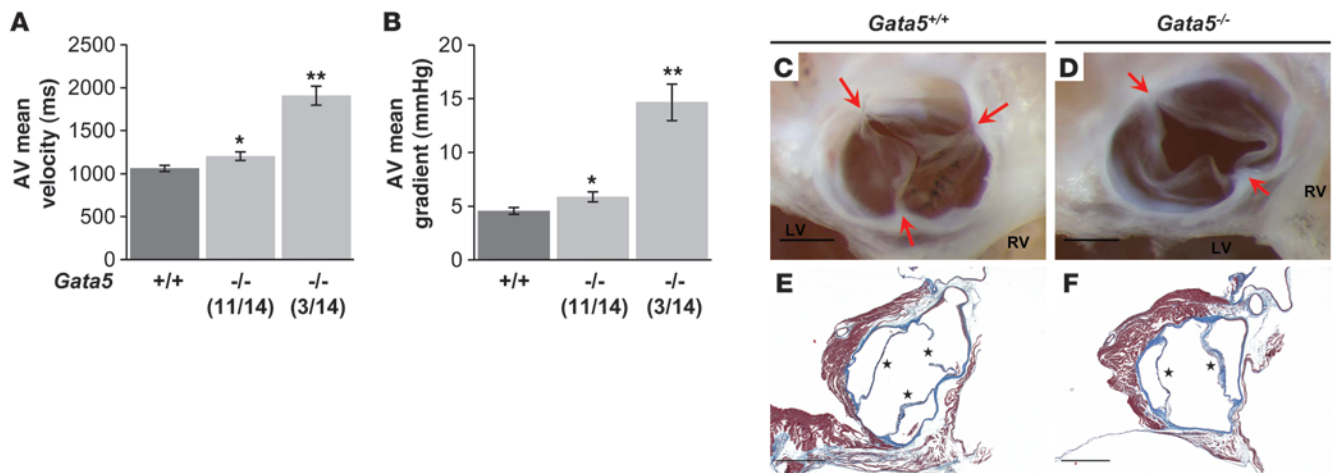 A
AV mean
velocity (ms)
2500
2000
1500
1000
500
0
*
**
Gata5 +/+ -/- -/-
(11/14) (3/14)
B
AV mean
gradient (mmHg)
20
15
10
5
0
*
**
+/+ -/- -/-
(11/14) (3/14)
Gata5+/+
Gata5-/-
C
LV
RV
D
RV
LV
E
F